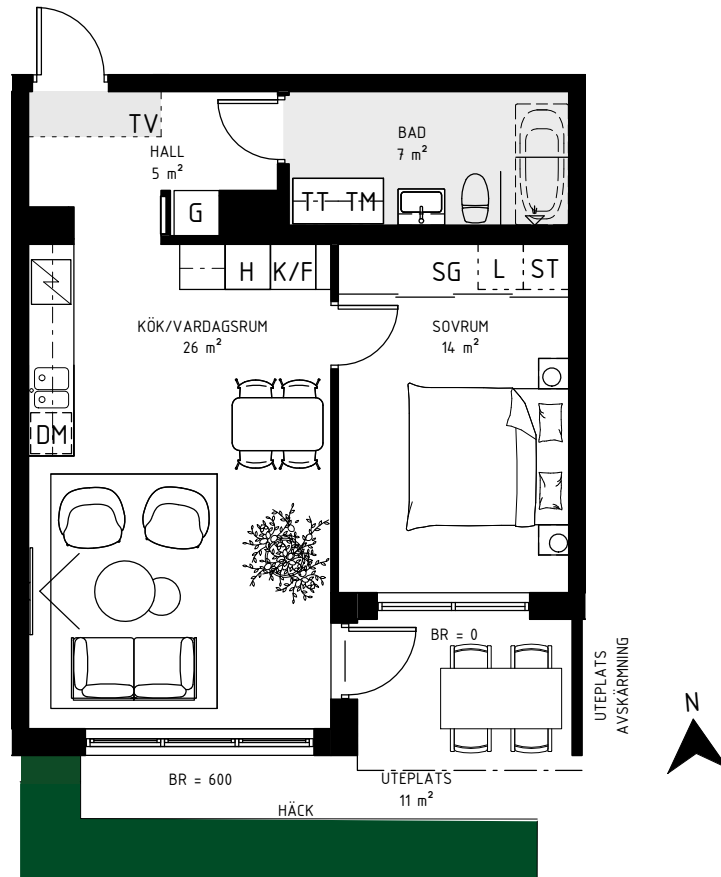 TV
HALL
5 m²
BAD
7 m²
G
TT TM
H
K/F
SG
L
ST
KÖK/VARDAGSRUM
26 m²
SOVRUM
14 m²
DM
BR = 0
UTEPLATS
AVSKÄRMNING
N
BR = 600
UTEPLATS
11 m²
HÄCK